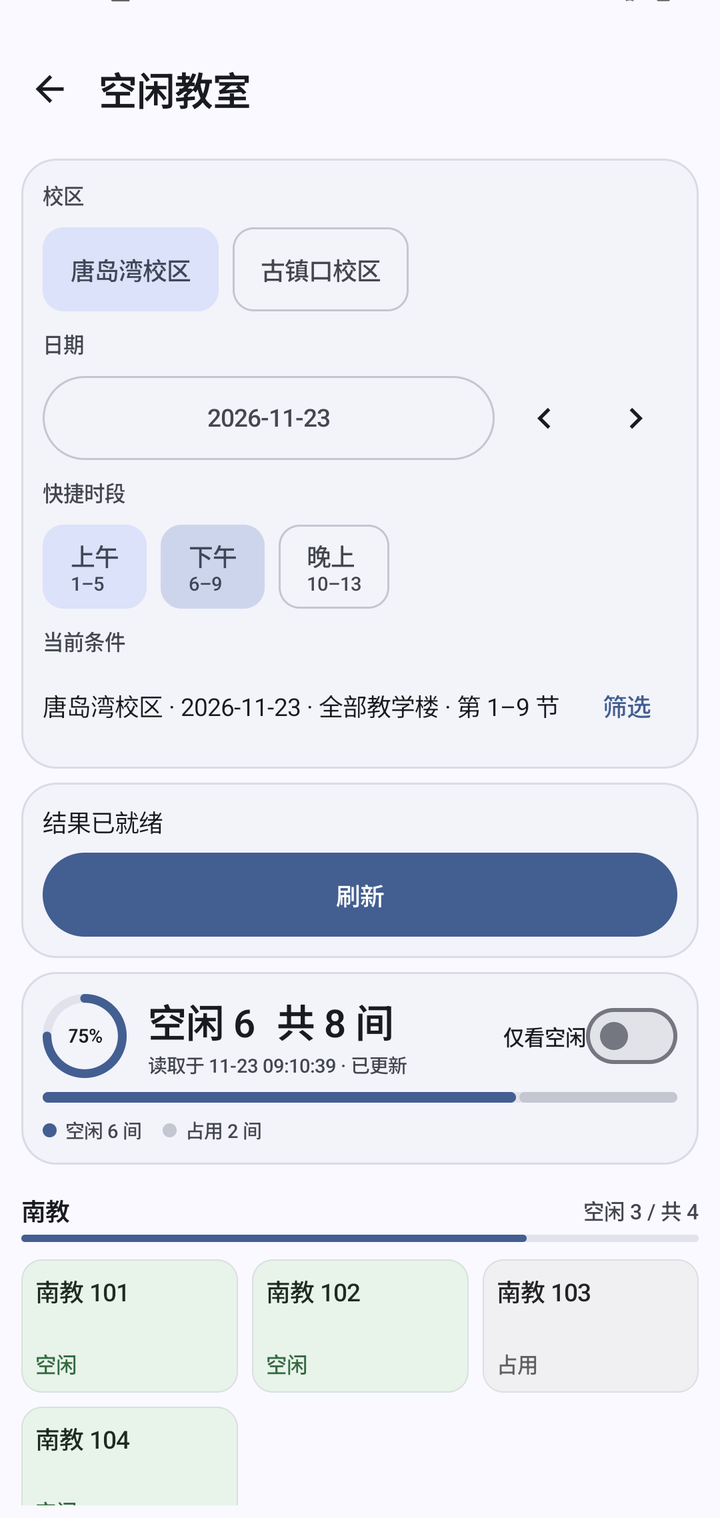 空闲教室
校区
唐岛湾校区 古镇口校区
日期
2026-11-23
快捷时段
上午 下午 晚上
1–5 6–9 10–13
当前条件
唐岛湾校区 · 2026-11-23 · 全部教学楼 · 第 1–9 节 筛选
结果已就绪
刷新
75% 空闲 6 共 8 间 仅看空闲
读取于 11-23 09:10:39 · 已更新
空闲 6 间 占用 2 间
南教 空闲 3 / 共 4
南教 101 南教 102 南教 103
空闲 空闲 占用
南教 104